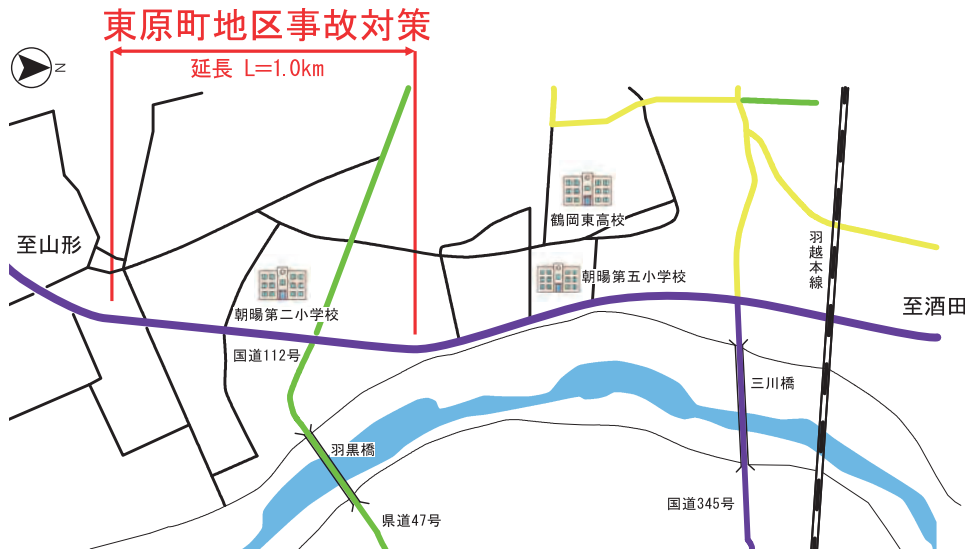 東原町地区事故対策
延長 L=1.0km
N
鶴岡東高校
至山形
羽越本線
朝暘第五小学校
至酒田
朝暘第二小学校
国道112号
三川橋
羽黒橋
国道345号
県道47号